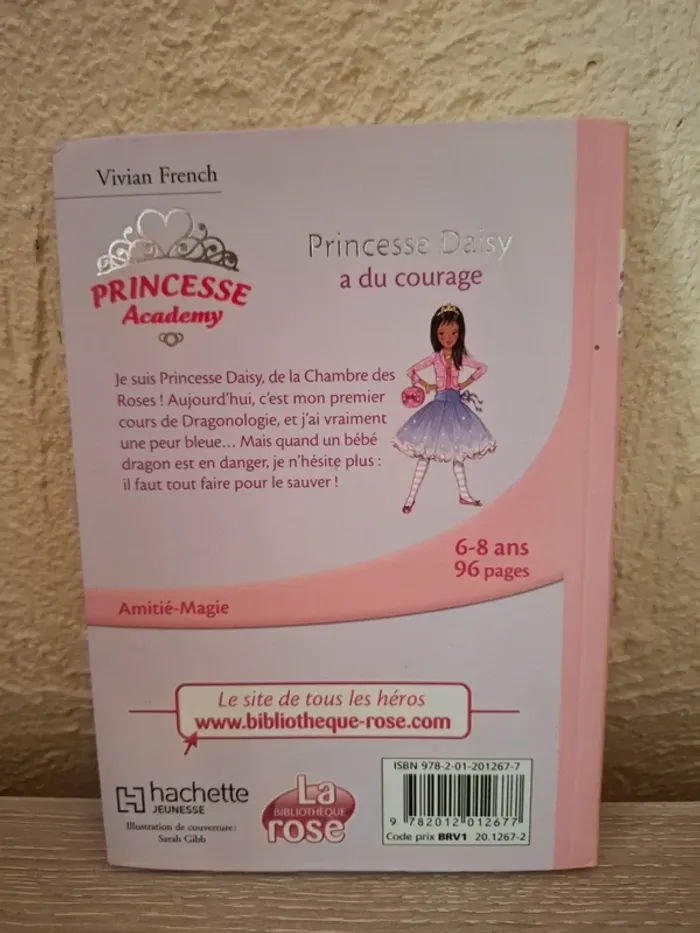 Vivian French
PRINCESSE
Academy
Princesse Daisy
a du courage
Je suis Princesse Daisy, de la Chambre des
Roses ! Aujourd'hui, c'est mon premier
cours de Dragonologie, et j'ai vraiment
une peur bleue... Mais quand un bébé
dragon est en danger, je n'hésite plus :
il faut tout faire pour le sauver !
6-8 ans
96 pages
Amitié-Magie
Le site de tous les héros
www.bibliotheque-rose.com
hachette
JEUNESSE
Illustration de couverture :
Sarah Gibb
La
BIBLIOTHEQUE
rose
ISBN 978-2-01-201267-7
9 782012 012677
Code prix BRV1 20.1267-2